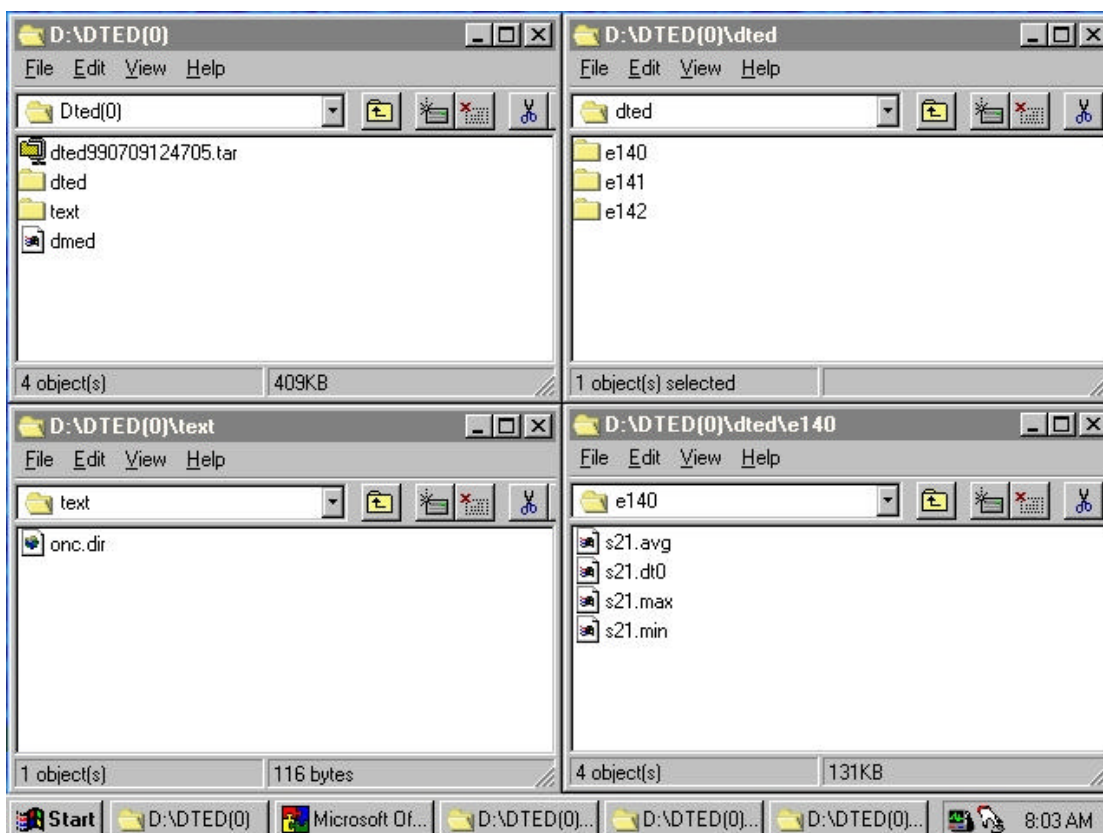 D:\DTED(0)
File Edit View Help
Dted(0)
dted990709124705.tar
dted
text
dmed
4 object(s) 409KB
D:\DTED(0)\dted
File Edit View Help
dted
e140
e141
e142
1 object(s) selected
D:\DTED(0)\text
File Edit View Help
text
onc.dir
1 object(s) 116 bytes
D:\DTED(0)\dted\e140
File Edit View Help
e140
s21.avg
s21.dt0
s21.max
s21.min
4 object(s) 131KB
Start D:\DTED(0) Microsoft Of... D:\DTED(0)... D:\DTED(0)... D:\DTED(0)... 8:03 AM